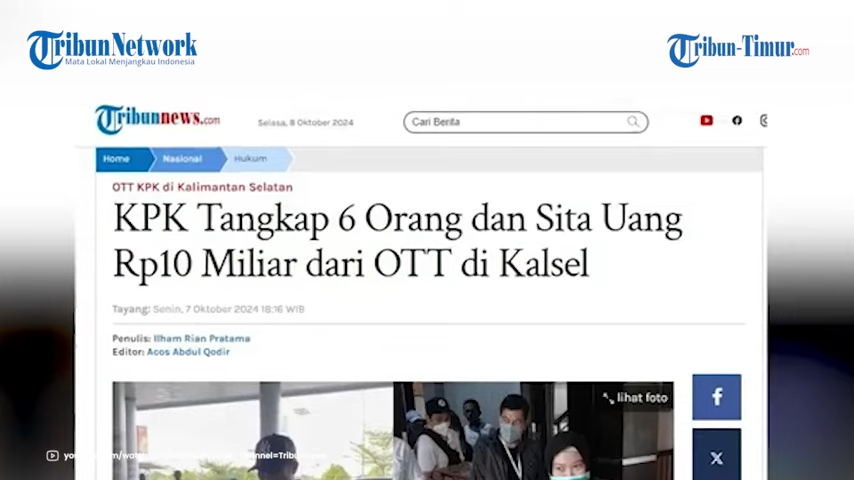 Tribun Network
Mata Lokal Menjangkau Indonesia
Tribun-Timur.com
Tribunnews.com
Selasa, 8 Oktober 2024
Cari Berita
Home
Nasional
Hukum
OTT KPK di Kalimantan Selatan
KPK Tangkap 6 Orang dan Sita Uang
Rp10 Miliar dari OTT di Kalsel
Tayang: Senin, 7 Oktober 2024 18:16 WIB
Penulis: Ilham Rian Pratama
Editor: Acos Abdul Qodir
lihat foto